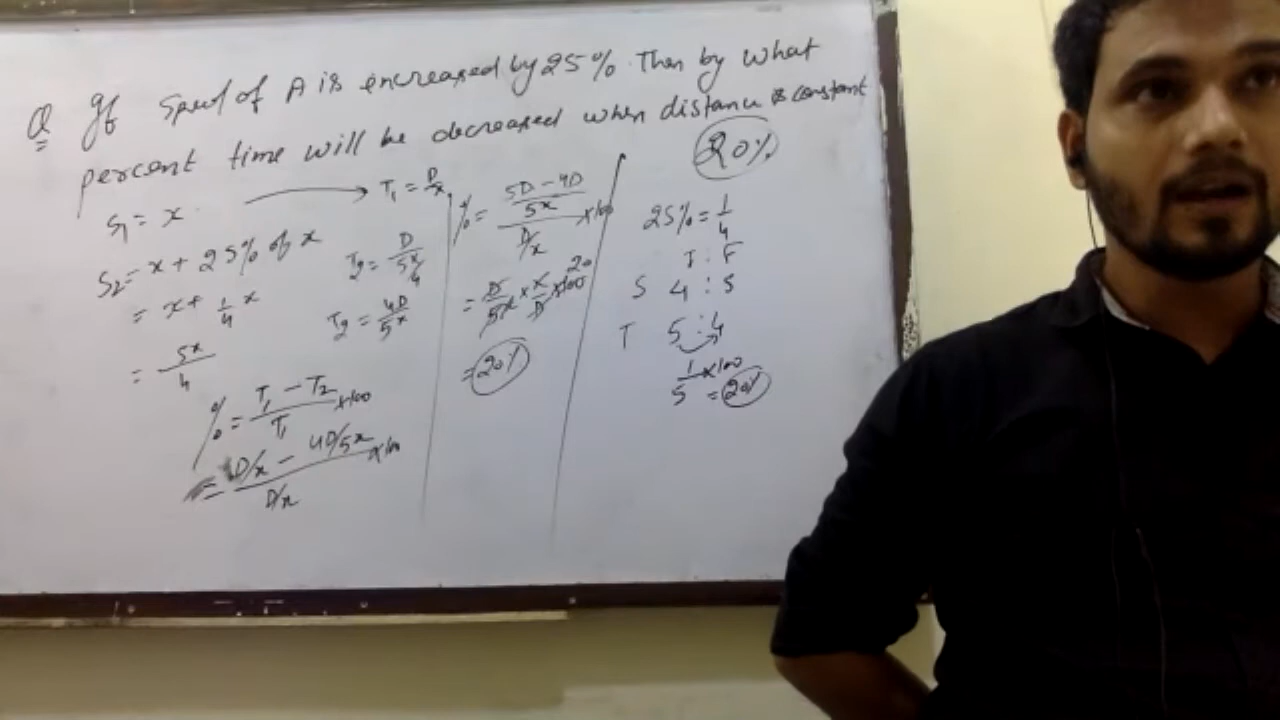 Q If Speed of A is encreased by 25%. Then by what
percent time will be decreased when distance is constant
20%
S₁ = x → T₁ = D/x
S₂ = x + 25% of x
= x + 1/4 x
= 5x/4
T₂ = D/(5x/4)
T₂ = 4D/5x
% = (T₁ - T₂)/T₁ x100
= (D/x - 4D/5x)/(D/x) x100
% = ((5D - 4D)/5x)/(D/x) x100
= D/5x × x/D × 100 20
= 20%
25% = 1/4
I : F
S 4 : 5
T 5 : 4
1/5 x100
= 20%